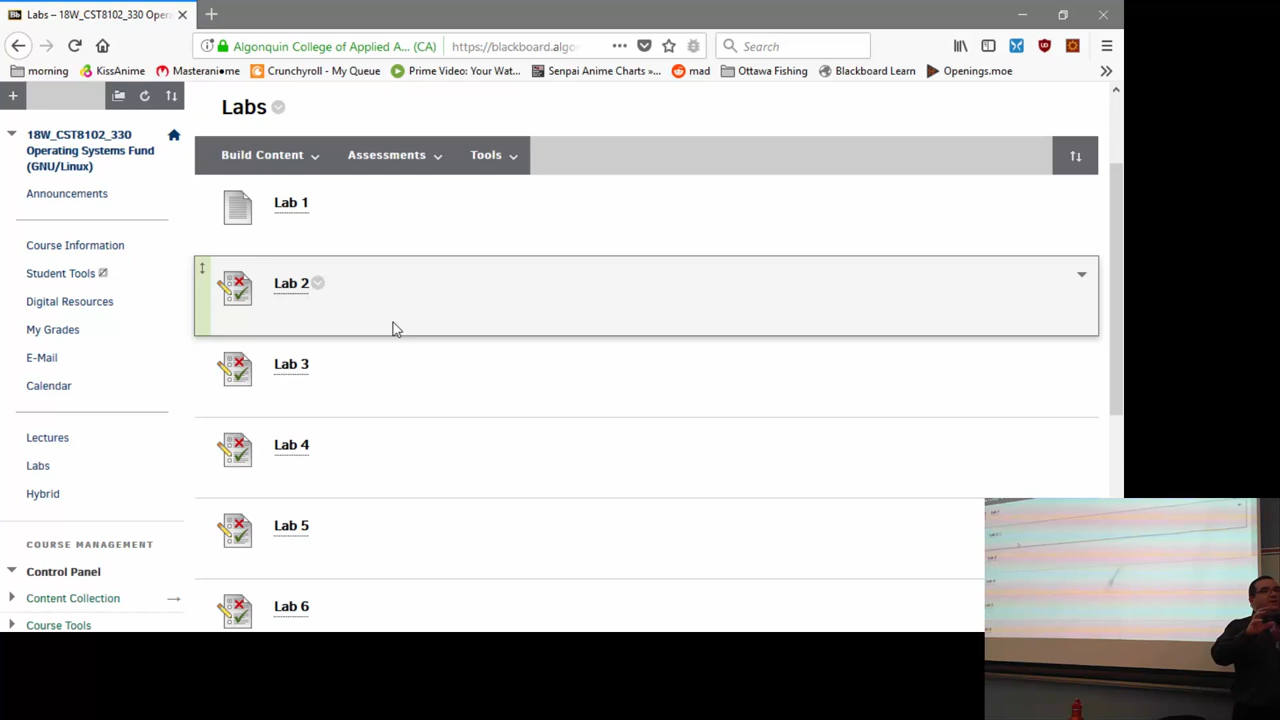 Labs – 18W_CST8102_330 Opera
Algonquin College of Applied A... (CA)
https://blackboard.algo
Search
morning
KissAnime
Masterani●me
Crunchyroll - My Queue
Prime Video: Your Wat...
Senpai Anime Charts »...
mad
Ottawa Fishing
Blackboard Learn
Openings.moe
18W_CST8102_330
Operating Systems Fund
(GNU/Linux)
Announcements
Course Information
Student Tools
Digital Resources
My Grades
E-Mail
Calendar
Lectures
Labs
Hybrid
COURSE MANAGEMENT
Control Panel
Content Collection
Course Tools
Labs
Build Content
Assessments
Tools
Lab 1
Lab 2
Lab 3
Lab 4
Lab 5
Lab 6